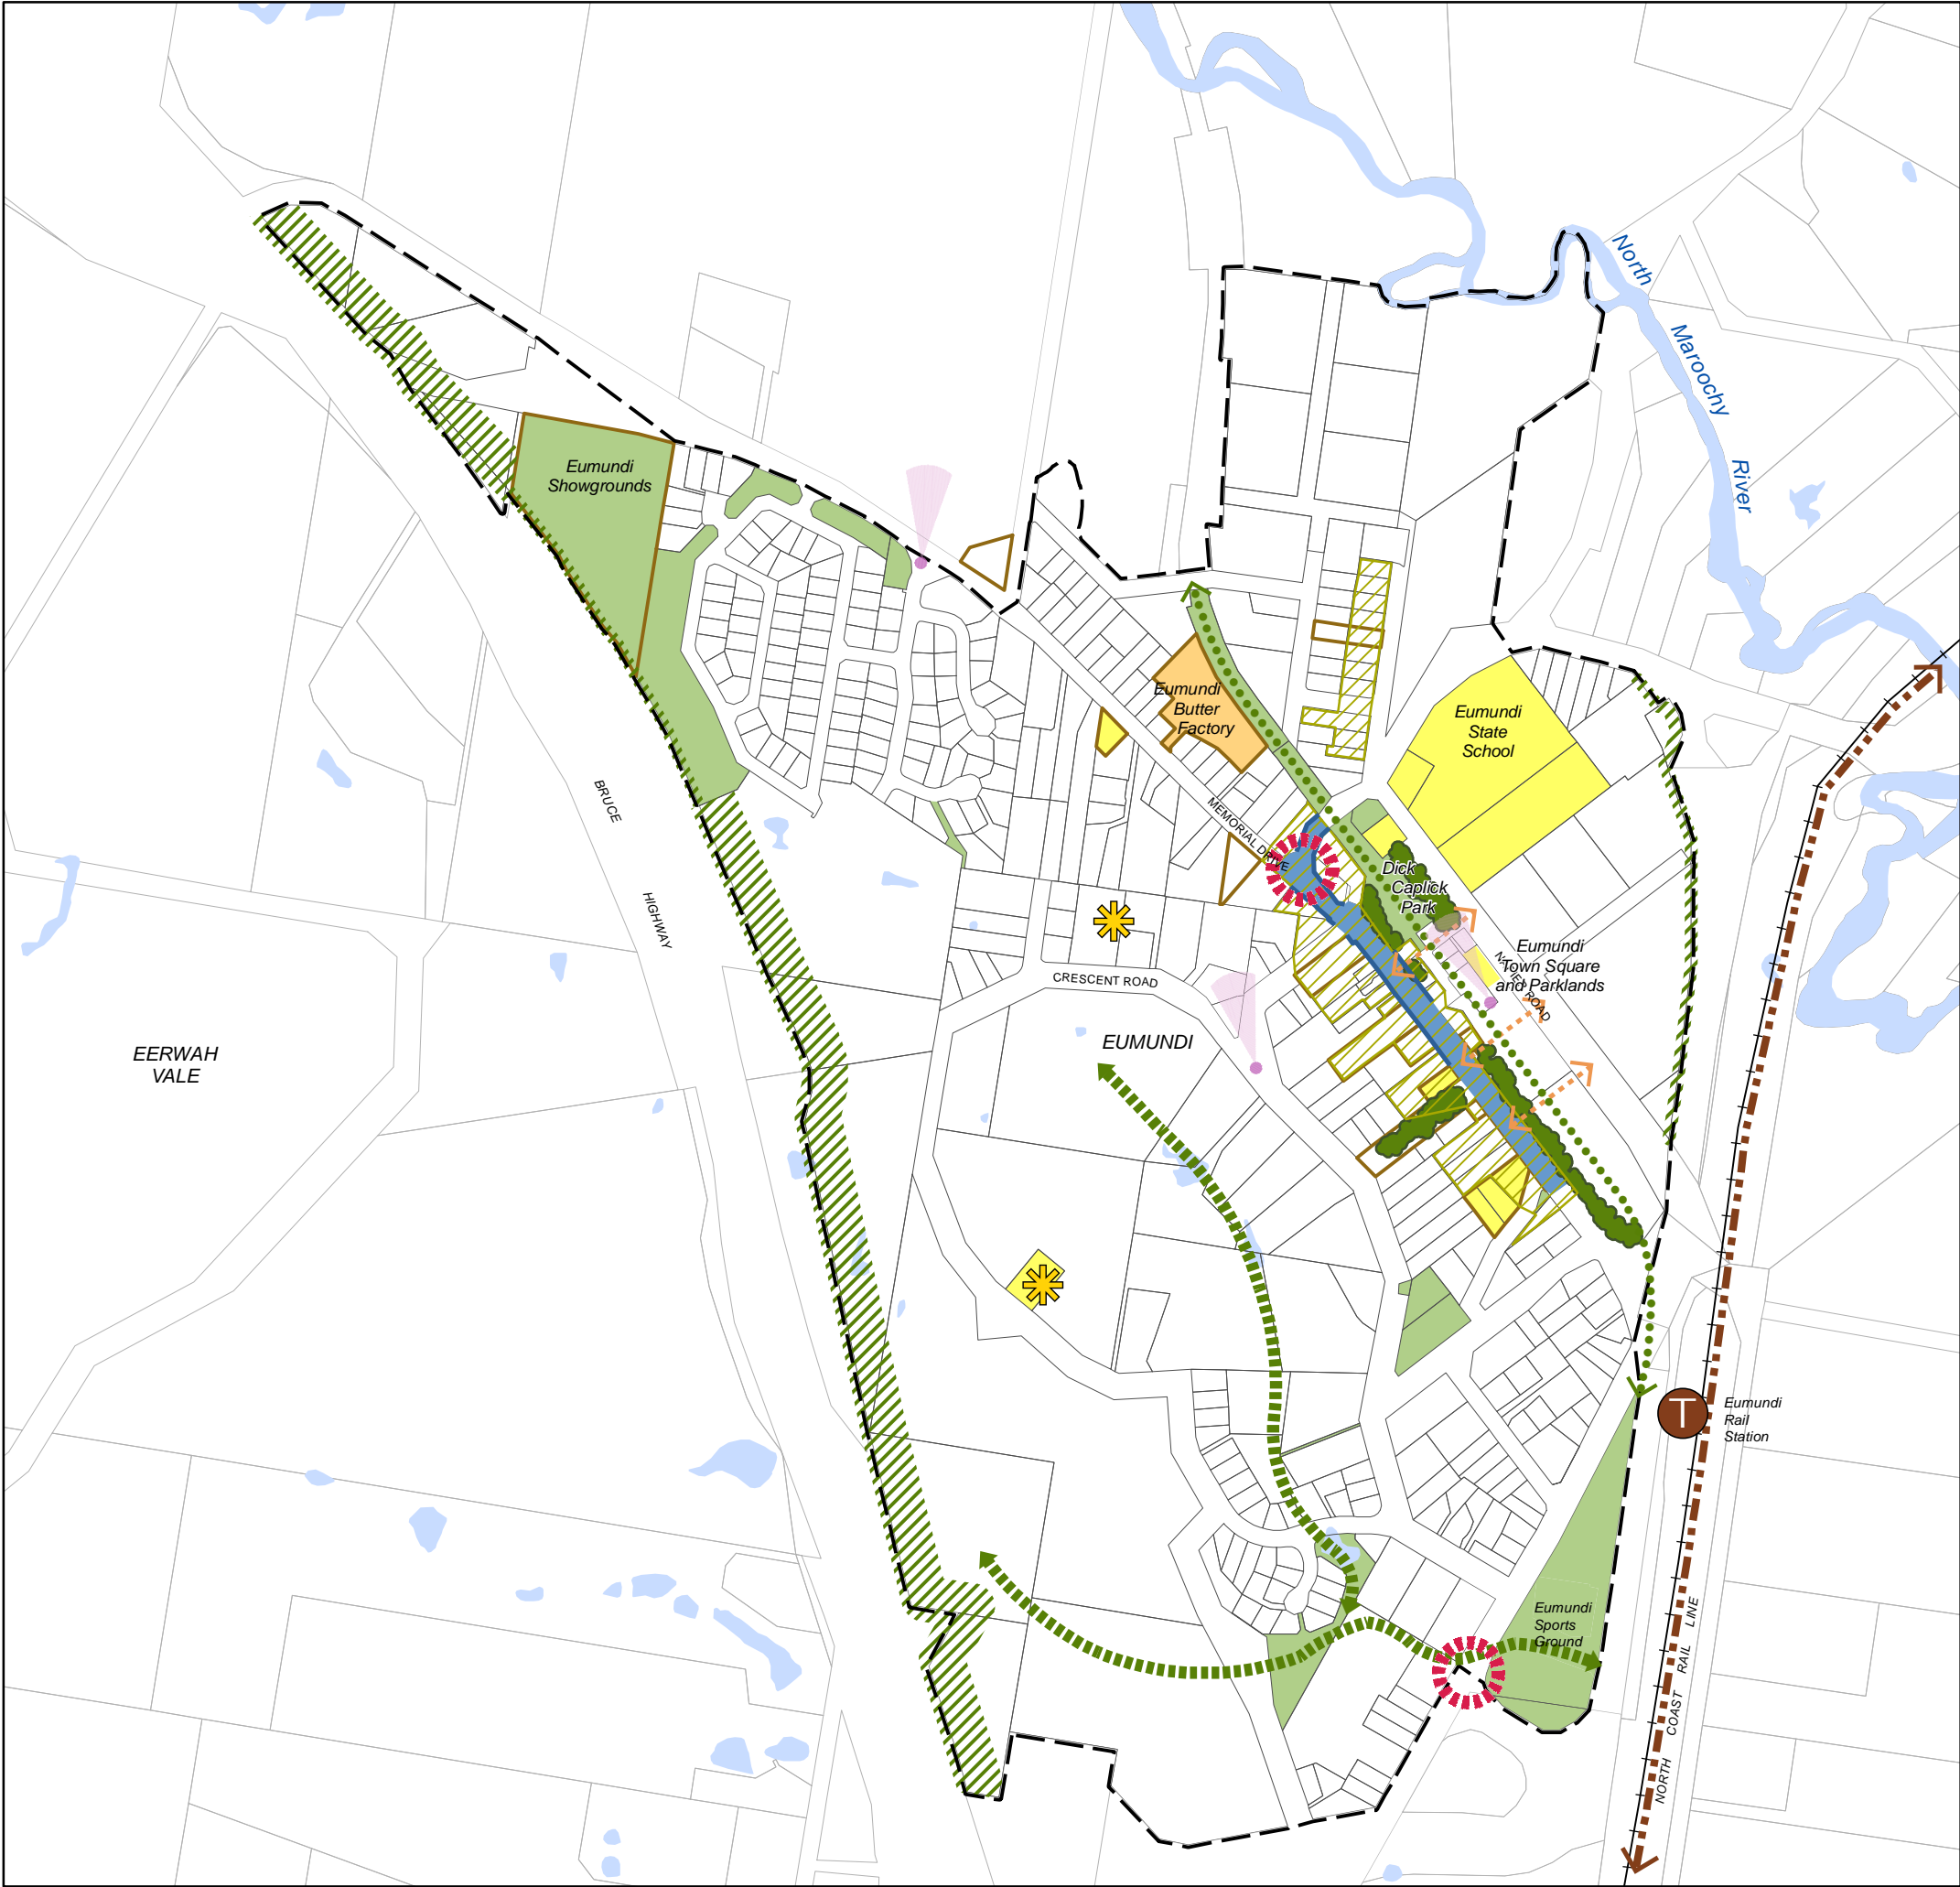 North
Maroochy
River
Eumundi
Showgrounds
Eumundi
Butter
Factory
Eumundi
State
School
BRUCE
HIGHWAY
MEMORIAL DRIVE
Dick
Caplick
Park
Eumundi
Town Square
and Parklands
NAPIER ROAD
CRESCENT ROAD
EUMUNDI
EERWAH
VALE
T
Eumundi
Rail
Station
Eumundi
Sports
Ground
NORTH COAST RAIL LINE